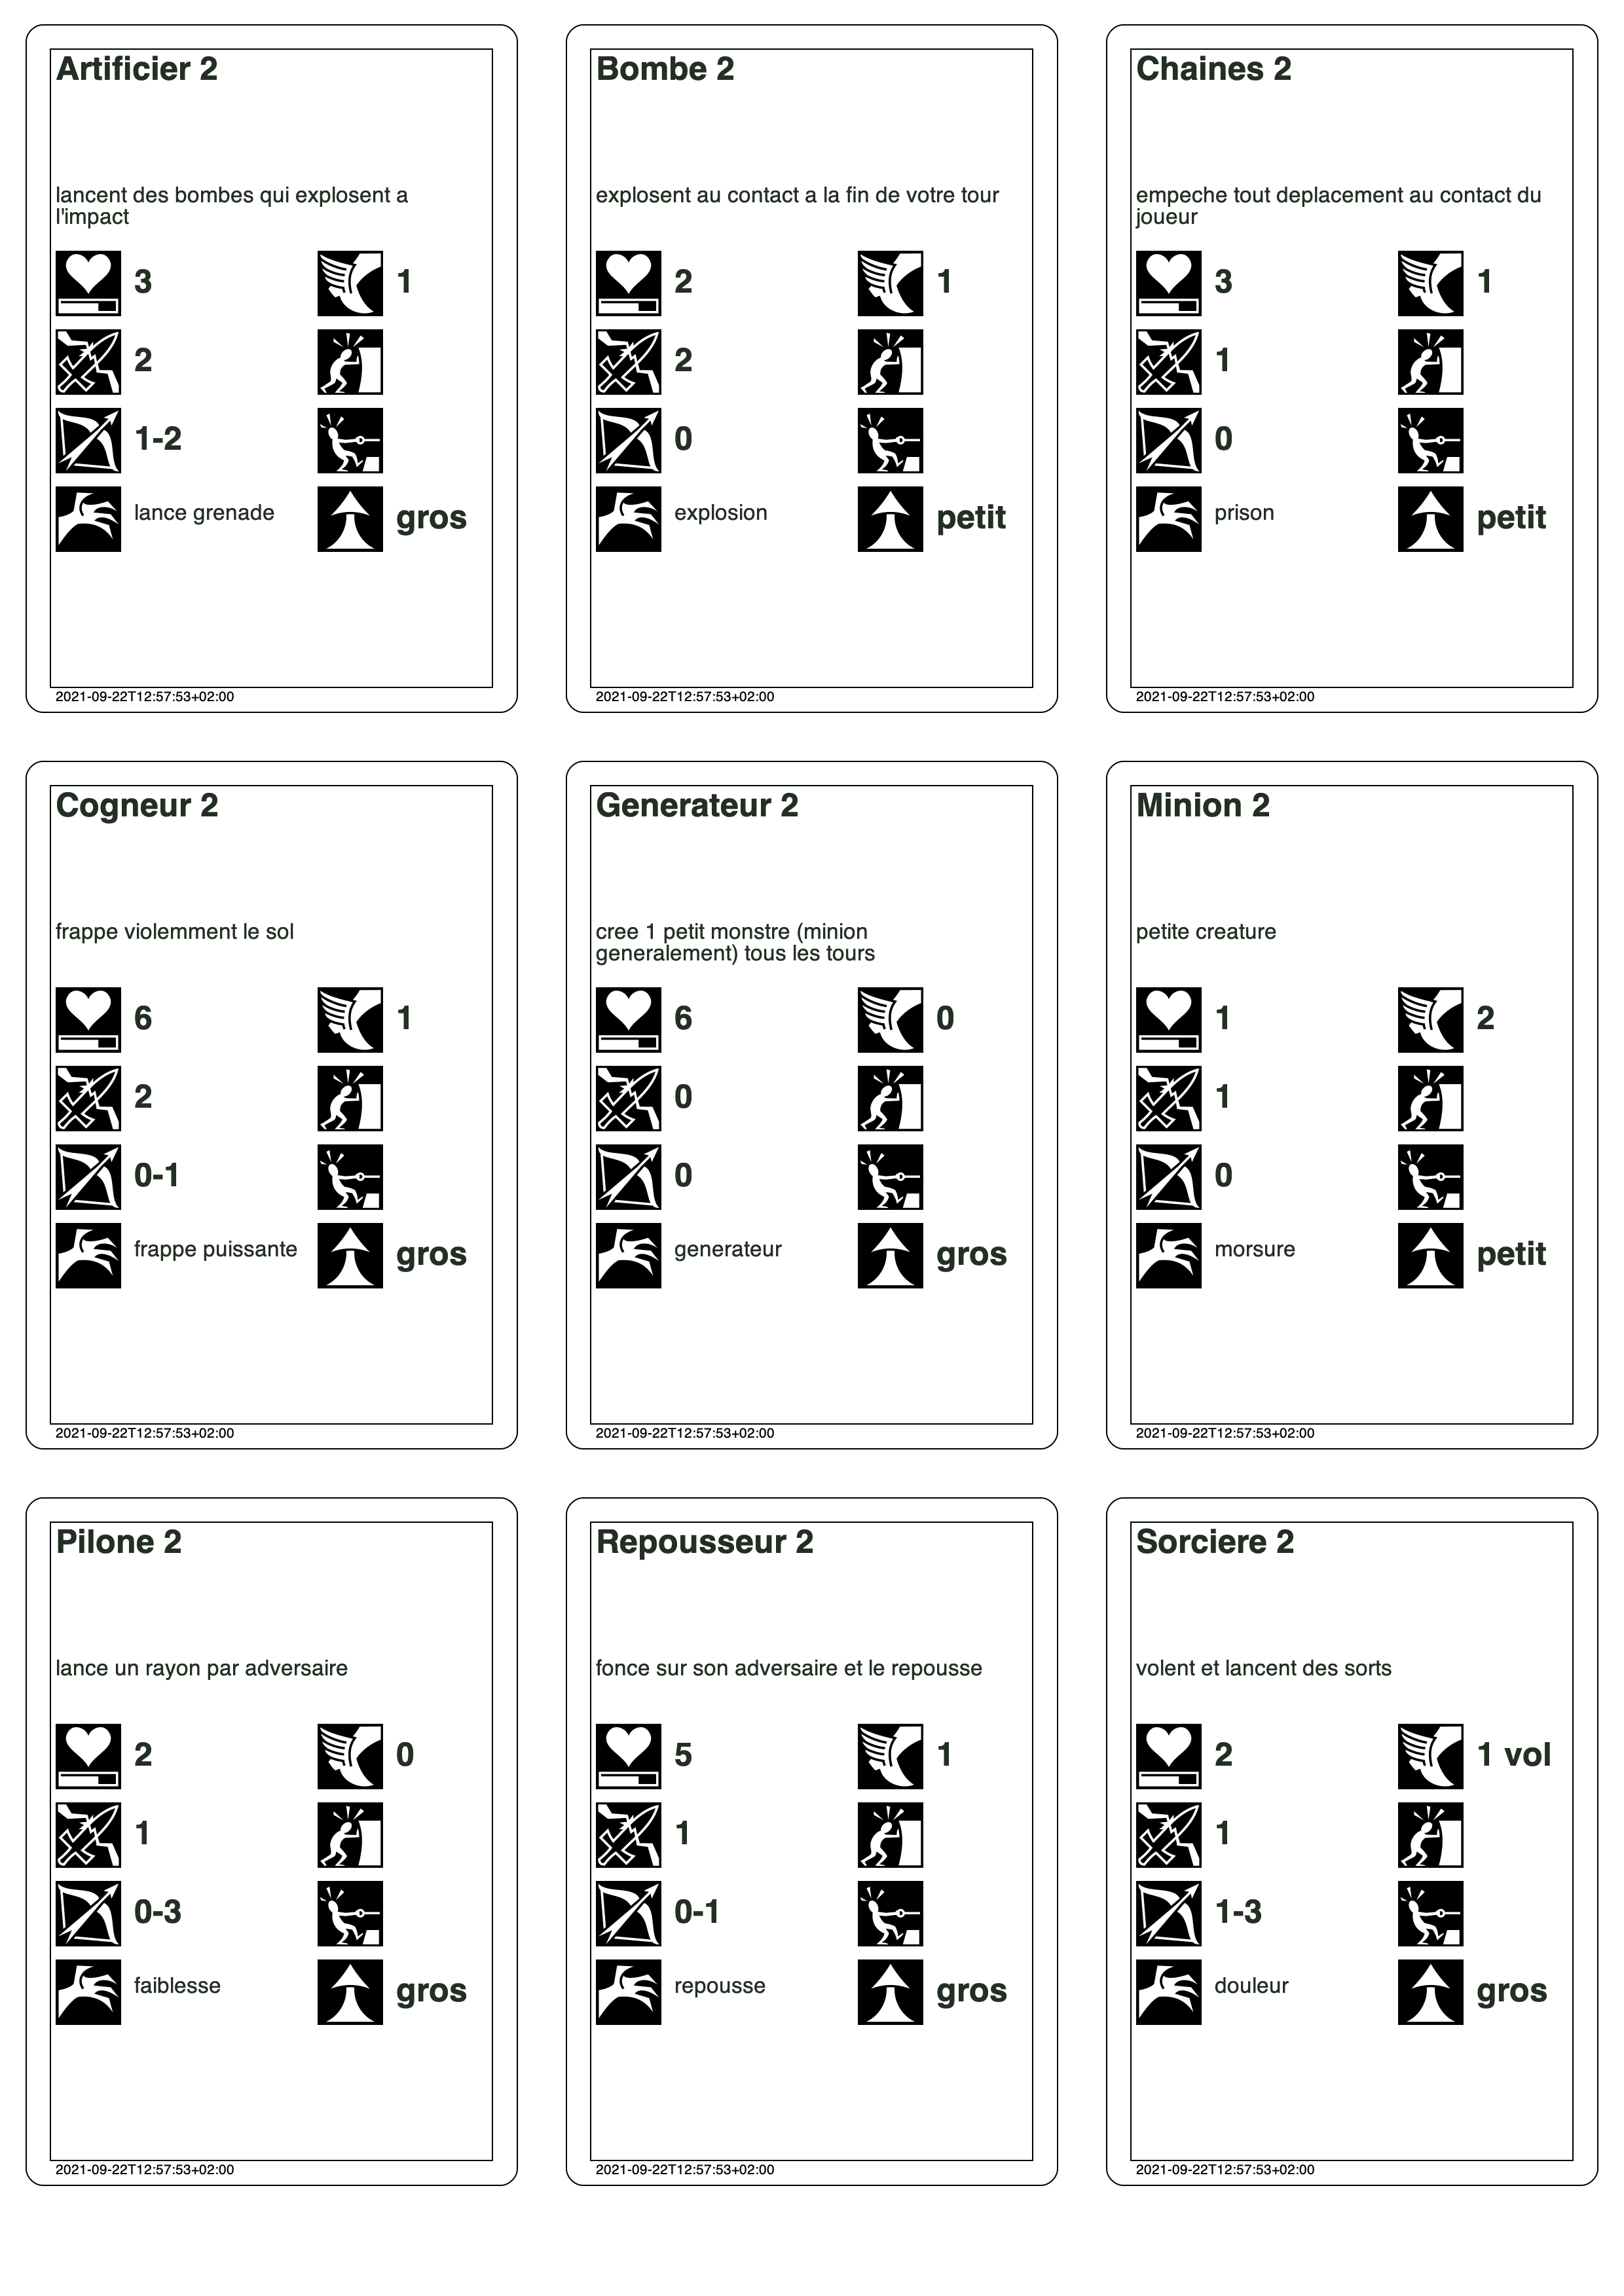 Artificier 2
lancent des bombes qui explosent a
l'impact
3
1
2
1-2
lance grenade
gros
2021-09-22T12:57:53+02:00
Bombe 2
explosent au contact a la fin de votre tour
2
1
2
0
explosion
petit
2021-09-22T12:57:53+02:00
Chaines 2
empeche tout deplacement au contact du
joueur
3
1
1
0
prison
petit
2021-09-22T12:57:53+02:00
Cogneur 2
frappe violemment le sol
6
1
2
0-1
frappe puissante
gros
2021-09-22T12:57:53+02:00
Generateur 2
cree 1 petit monstre (minion
generalement) tous les tours
6
0
0
0
generateur
gros
2021-09-22T12:57:53+02:00
Minion 2
petite creature
1
2
1
0
morsure
petit
2021-09-22T12:57:53+02:00
Pilone 2
lance un rayon par adversaire
2
0
1
0-3
faiblesse
gros
2021-09-22T12:57:53+02:00
Repousseur 2
fonce sur son adversaire et le repousse
5
1
1
0-1
repousse
gros
2021-09-22T12:57:53+02:00
Sorciere 2
volent et lancent des sorts
2
1 vol
1
1-3
douleur
gros
2021-09-22T12:57:53+02:00